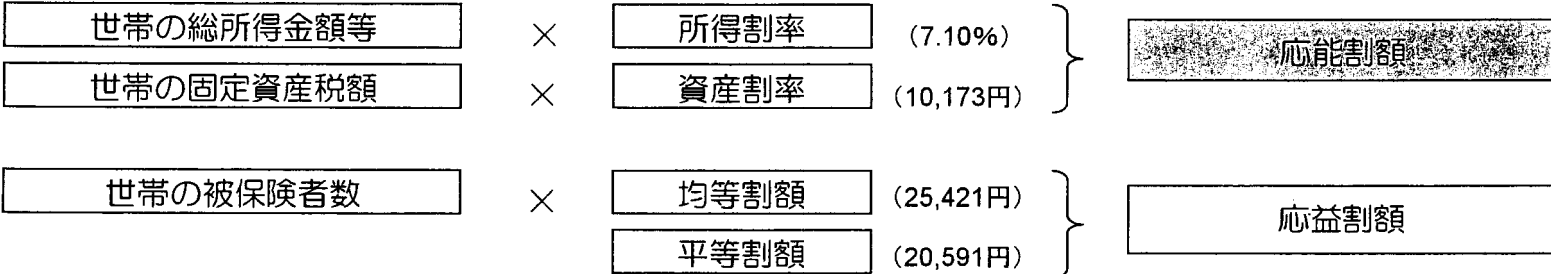 世帯の総所得金額等 × 所得割率 (7.10%)
応能割額
世帯の固定資産税額 × 資産割率 (10,173円)
世帯の被保険者数 × 均等割額 (25,421円)
応益割額
平等割額 (20,591円)